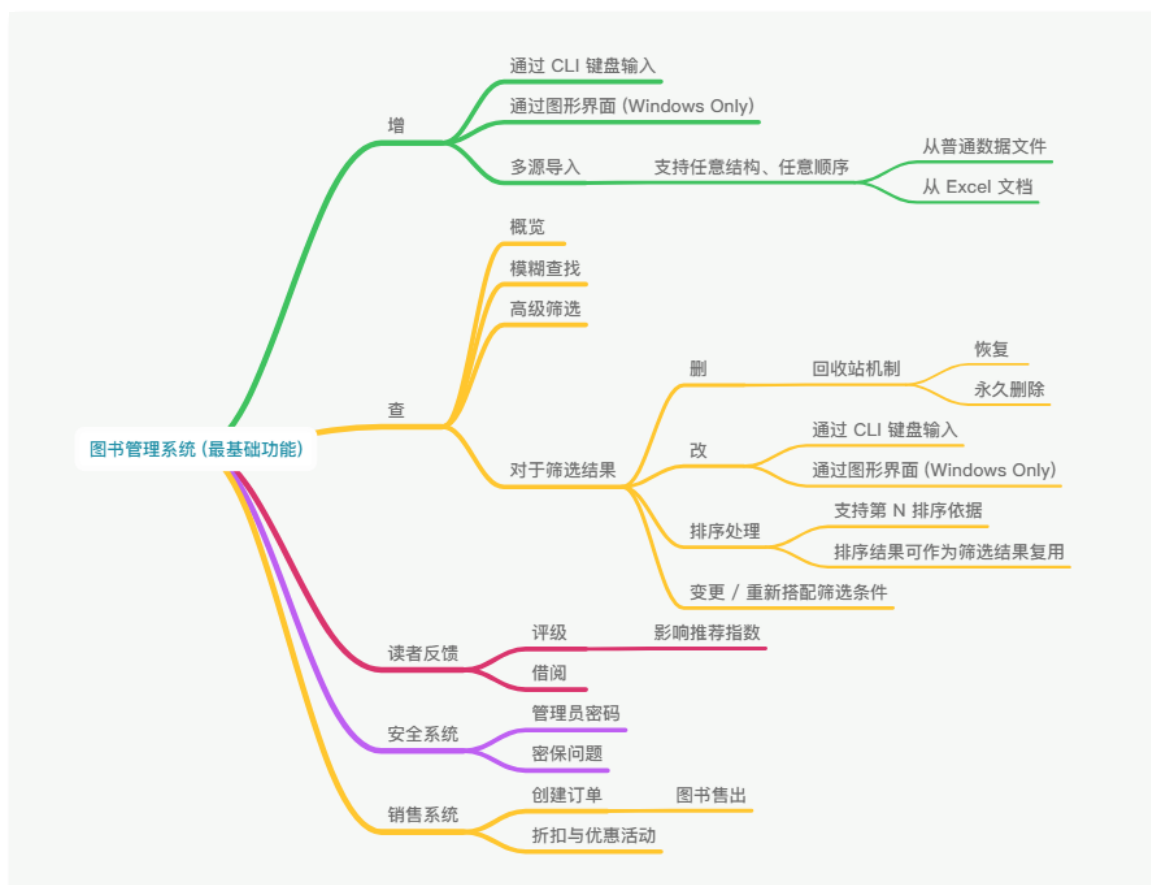 图书管理系统 (最基础功能)
增
通过 CLI 键盘输入
通过图形界面 (Windows Only)
多源导入
支持任意结构、任意顺序
从普通数据文件
从 Excel 文档
查
概览
模糊查找
高级筛选
对于筛选结果
删
回收站机制
恢复
永久删除
改
通过 CLI 键盘输入
通过图形界面 (Windows Only)
排序处理
支持第 N 排序依据
排序结果可作为筛选结果复用
变更 / 重新搭配筛选条件
读者反馈
评级
影响推荐指数
借阅
安全系统
管理员密码
密保问题
销售系统
创建订单
图书售出
折扣与优惠活动